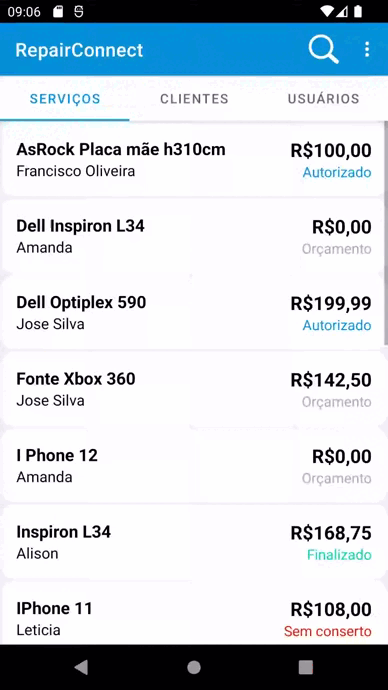 09:06
RepairConnect
SERVIÇOS CLIENTES USUÁRIOS
AsRock Placa mãe h310cm R$100,00
Francisco Oliveira Autorizado
Dell Inspiron L34 R$0,00
Amanda Orçamento
Dell Optiplex 590 R$199,99
Jose Silva Autorizado
Fonte Xbox 360 R$142,50
Jose Silva Orçamento
I Phone 12 R$0,00
Amanda Orçamento
Inspiron L34 R$168,75
Alison Finalizado
IPhone 11 R$108,00
Leticia Sem conserto